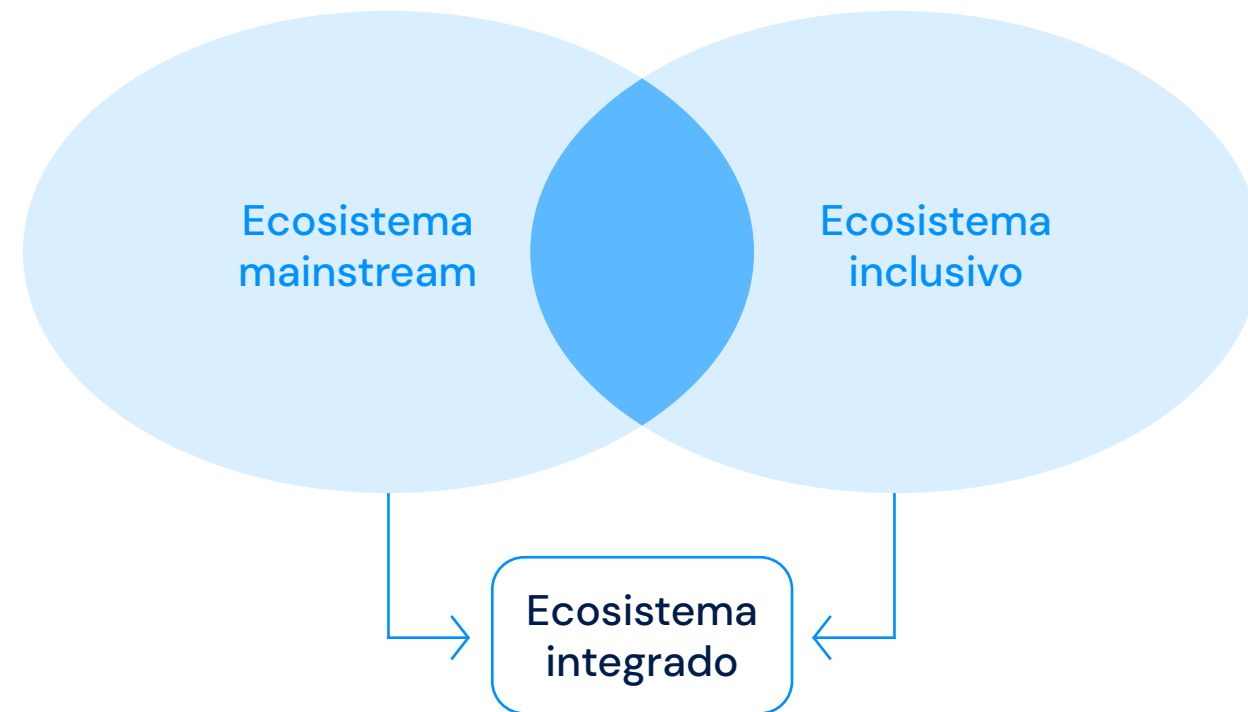 Ecosistema
mainstream
Ecosistema
inclusivo
Ecosistema
integrado